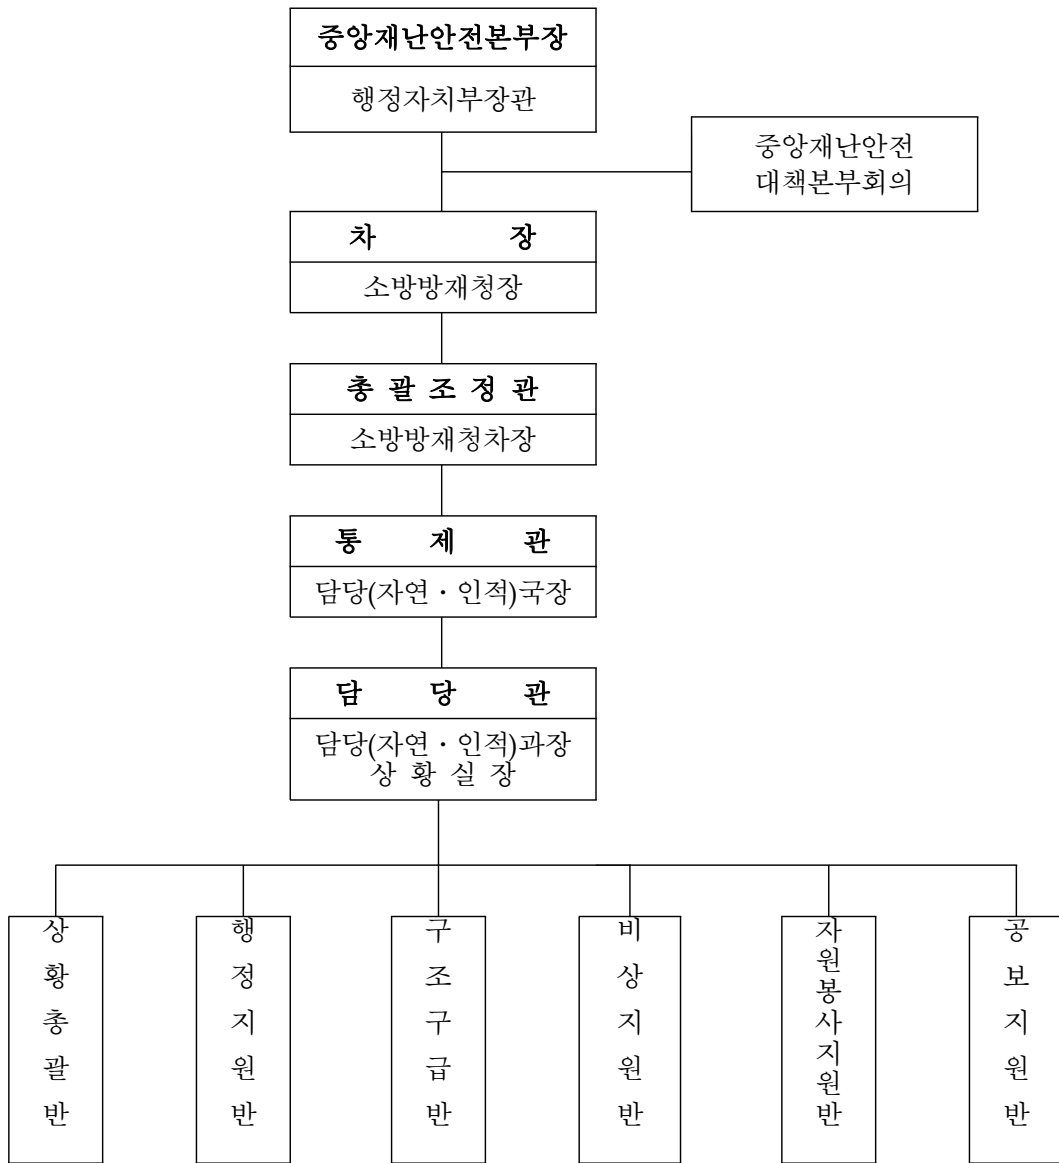 중앙재난안전본부장
행정자치부장관
중앙재난안전
대책본부회의
차 장
소방방재청장
총 괄 조 정 관
소방방재청차장
통 제 관
담당(자연 · 인적)국장
담 당 관
담당(자연 · 인적)과장
상 황 실 장
상황총괄반
행정지원반
구조구급반
비상지원반
자원봉사지원반
공보지원반